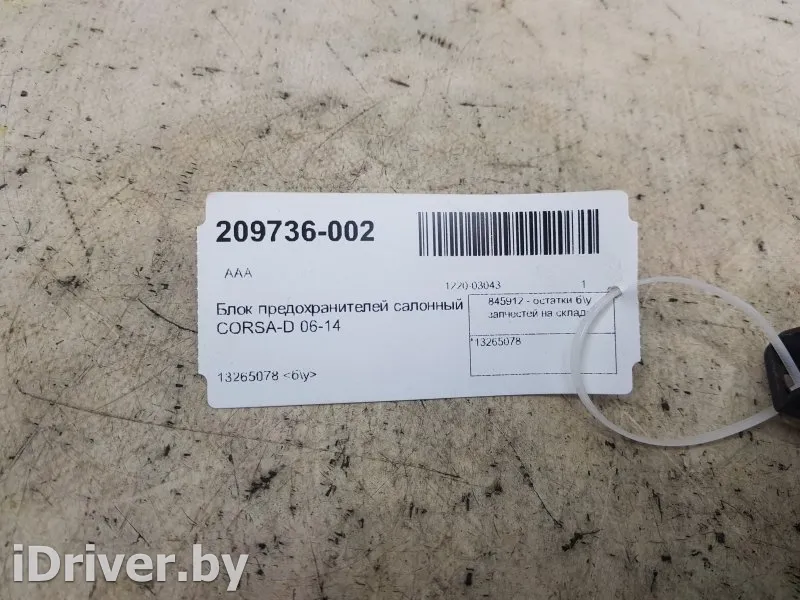 209736-002
AAA
1220-03043 1
Блок предохранителей салонный
CORSA-D 06-14
845912 - остатки б\у
запчестей на склад
*13265078
13265078 <б\у>
iDriver.by